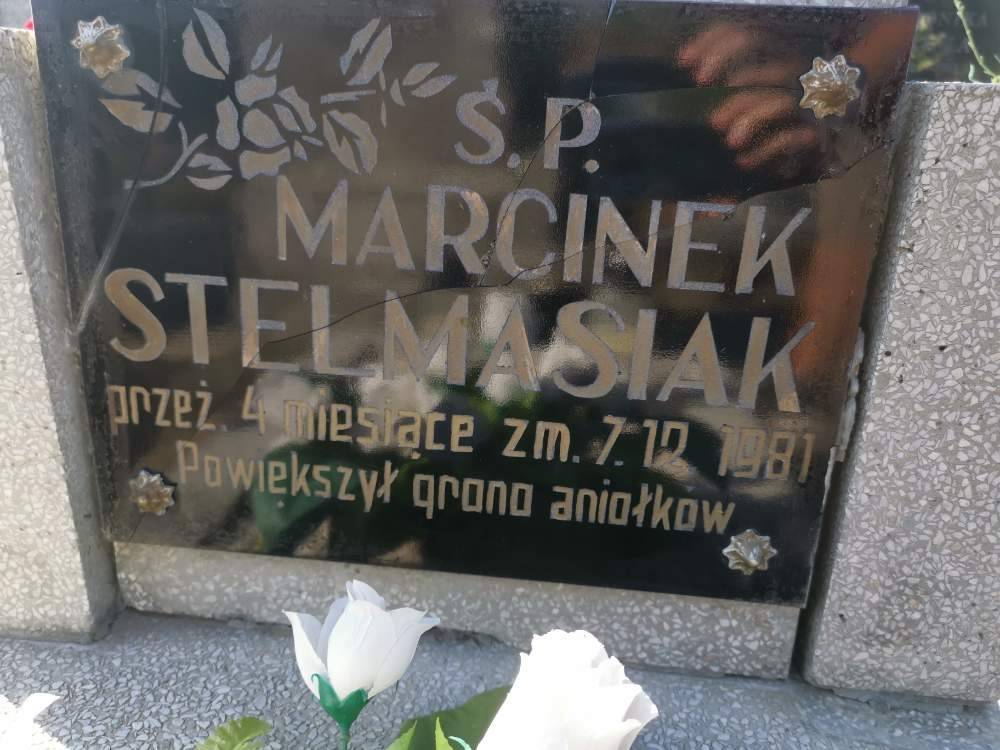 Ś.P.
MARCINEK
STELMASIAK
przeż. 4 miesiące zm. 7.12 1981
Powiększył grono aniołków